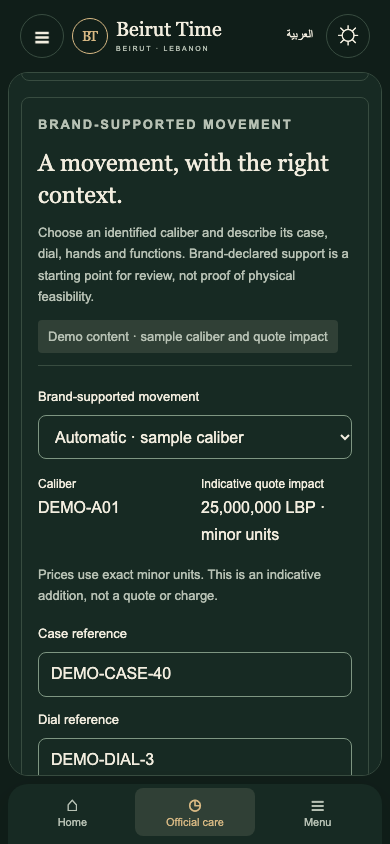 BT
Beirut Time
BEIRUT · LEBANON
العربية
BRAND-SUPPORTED MOVEMENT
A movement, with the right
context.
Choose an identified caliber and describe its case,
dial, hands and functions. Brand-declared support is a
starting point for review, not proof of physical
feasibility.
Demo content · sample caliber and quote impact
Brand-supported movement
Automatic · sample caliber
Caliber
DEMO-A01
Indicative quote impact
25,000,000 LBP ·
minor units
Prices use exact minor units. This is an indicative
addition, not a quote or charge.
Case reference
DEMO-CASE-40
Dial reference
DEMO-DIAL-3
Home
Official care
Menu